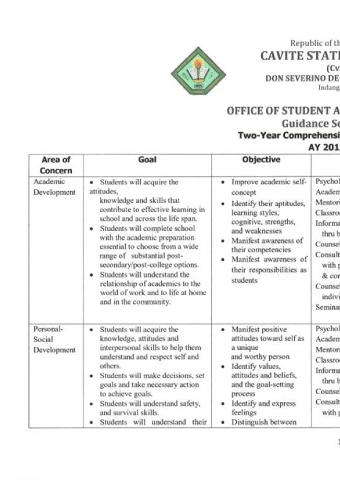 Republic of th
CAVITE STAT
(Cv
DON SEVERINO DE
Indang
OFFICE OF STUDENT A
Guidance Se
Two-Year Comprehensi
AY 201
Area of Concern
Goal
Objective
Academic Development
• Students will acquire the
attitudes,
knowledge and skills that
contribute to effective learning in
school and across the life span.
• Students will complete school
with the academic preparation
essential to choose from a wide
range of substantial post-
secondary/post-college options.
• Students will understand the
relationship of academics to the
world of work and to life at home
and in the community.
• Improve academic self-
concept
• Identify their aptitudes,
learning styles,
cognitive, strengths,
and weaknesses
• Manifest awareness of
their competencies
• Manifest awareness of
their responsibilities as
students
Psychol
Academ
Mentori
Classroo
Informa
thru b
Counsel
Consult
with p
& cor
Counsel
indivi
Seminar
Personal-
Social
Development
• Students will acquire the
knowledge, attitudes and
interpersonal skills to help them
understand and respect self and
others.
• Students will make decisions, set
goals and take necessary action
to achieve goals.
• Students will understand safety,
and survival skills.
• Students will understand their
• Manifest positive
attitudes toward self as
a unique
and worthy person
• Identify values,
attitudes and beliefs,
and the goal-setting
process
• Identify and express
feelings
• Distinguish between
Psychol
Academ
Mentori
Classroo
Informa
thru b
Counsel
Consult
with p